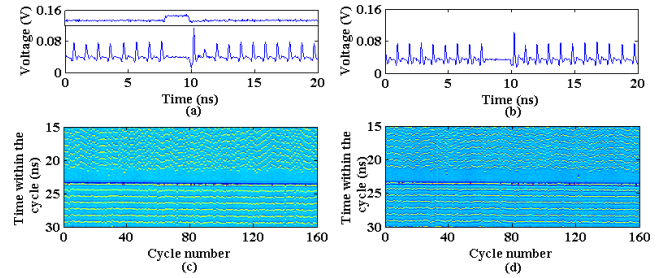 0.16
0.08
0
Voltage (V)
0 5 10 15 20
Time (ns)
(a)
0.16
0.08
0
Voltage (V)
0 5 10 15 20
Time (ns)
(b)
15
20
25
30
Time within the
cycle (ns)
0 40 80 120 160
Cycle number
(c)
15
20
25
30
Time within the
cycle (ns)
0 40 80 120 160
Cycle number
(d)